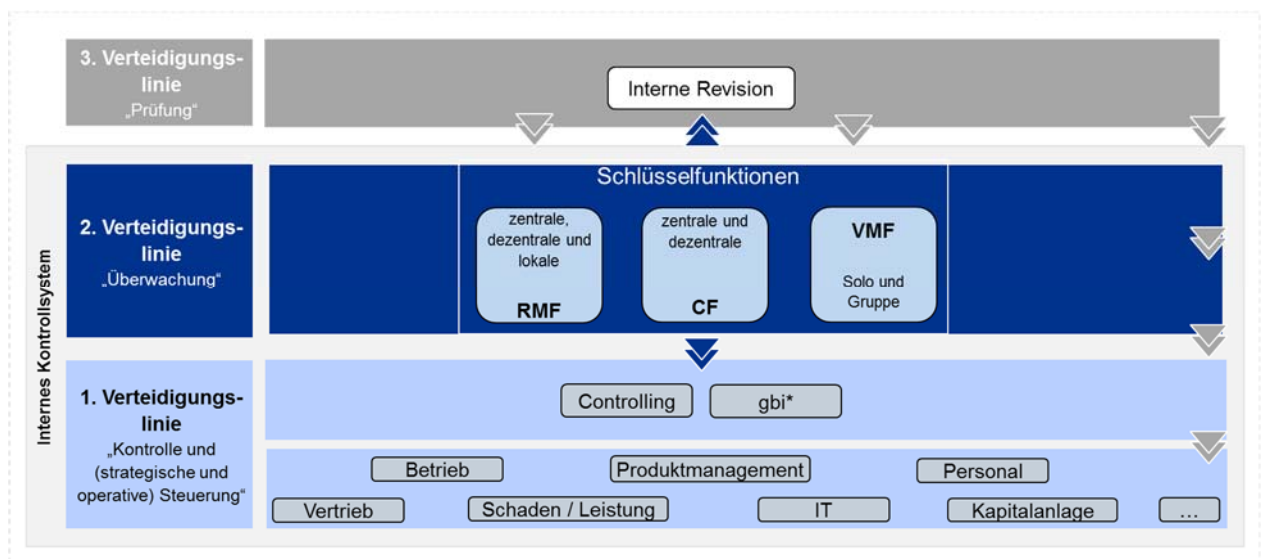 3. Verteidigungs-
linie
„Prüfung“
Interne Revision
Internes Kontrollsystem
2. Verteidigungs-
linie
„Überwachung“
Schlüsselfunktionen
zentrale,
dezentrale und
lokale
RMF
zentrale und
dezentrale
CF
VMF
Solo und
Gruppe
1. Verteidigungs-
linie
„Kontrolle und
(strategische und
operative) Steuerung“
Controlling
gbi*
Betrieb
Produktmanagement
Personal
Vertrieb
Schaden / Leistung
IT
Kapitalanlage
...